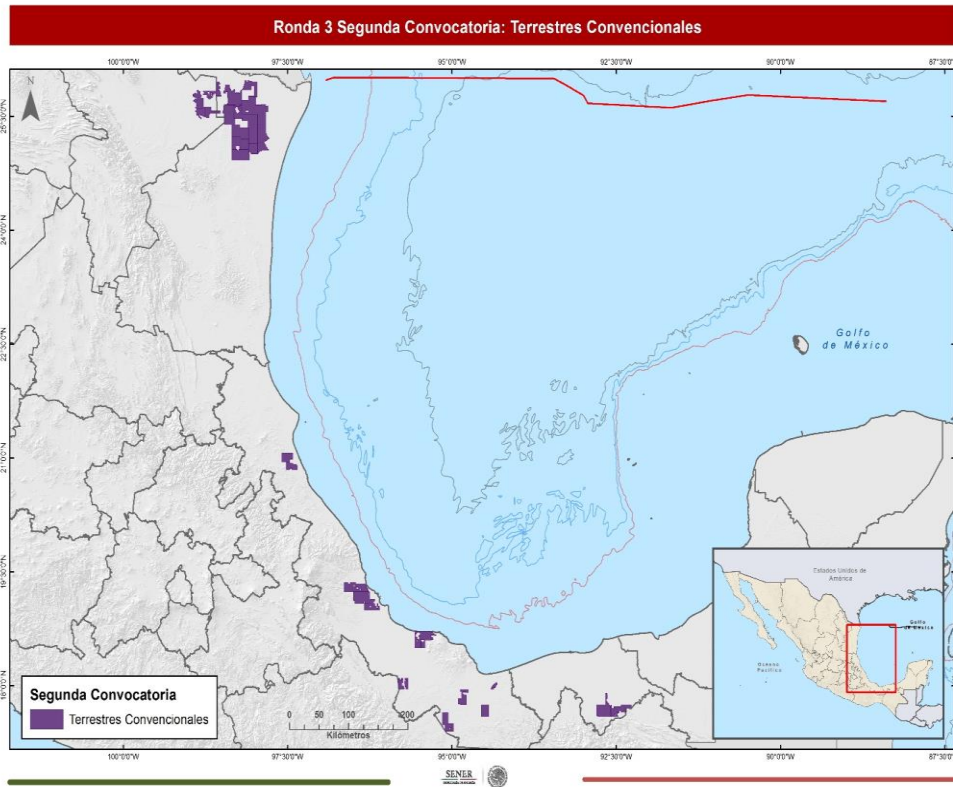 Ronda 3 Segunda Convocatoria: Terrestres Convencionales
100°0'0"W 97°30'0"W 95°0'0"W 92°30'0"W 90°0'0"W 87°30'0"W
N
25°30'0"N
24°0'0"N
22°30'0"N
21°0'0"N
19°30'0"N
18°0'0"N
Golfo
de México
Estados Unidos de
América
Golfo
de México
Océano
Pacífico
Segunda Convocatoria
Terrestres Convencionales
0 50 100 200
Kilómetros
100°0'0"W 97°30'0"W 95°0'0"W 92°30'0"W 90°0'0"W 87°30'0"W
SENER